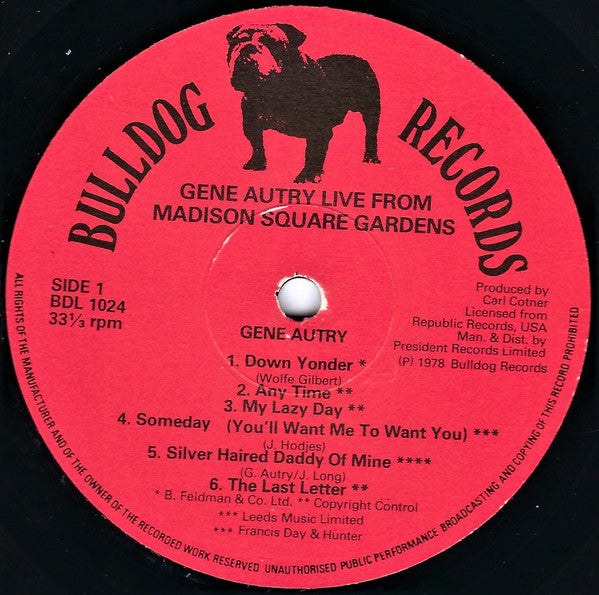 BULLDOG RECORDS
GENE AUTRY LIVE FROM
MADISON SQUARE GARDENS
SIDE 1
BDL 1024
33⅓ rpm
Produced by
Carl Cotner
Licensed from
Republic Records, USA
Man. & Dist. by
President Records Limited
(P) 1978 Bulldog Records
GENE AUTRY
1. Down Yonder *
(Wolfe Gilbert)
2. Any Time **
3. My Lazy Day **
4. Someday (You'll Want Me To Want You) ***
(J. Hodjes)
5. Silver Haired Daddy Of Mine ****
(G. Autry/J. Long)
6. The Last Letter **
* B. Feldman & Co. Ltd. ** Copyright Control
*** Leeds Music Limited
*** Francis Day & Hunter
ALL RIGHTS OF THE MANUFACTURER AND OF THE OWNER OF THE RECORDED WORK RESERVED UNAUTHORISED PUBLIC PERFORMANCE BROADCASTING AND COPYING OF THIS RECORD PROHIBITED